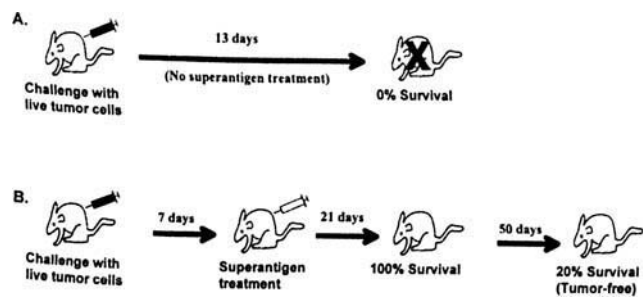 A.
13 days
(No superantigen treatment)
Challenge with
live tumor cells
0% Survival
B.
7 days
21 days
50 days
Challenge with
live tumor cells
Superantigen
treatment
100% Survival
20% Survival
(Tumor-free)